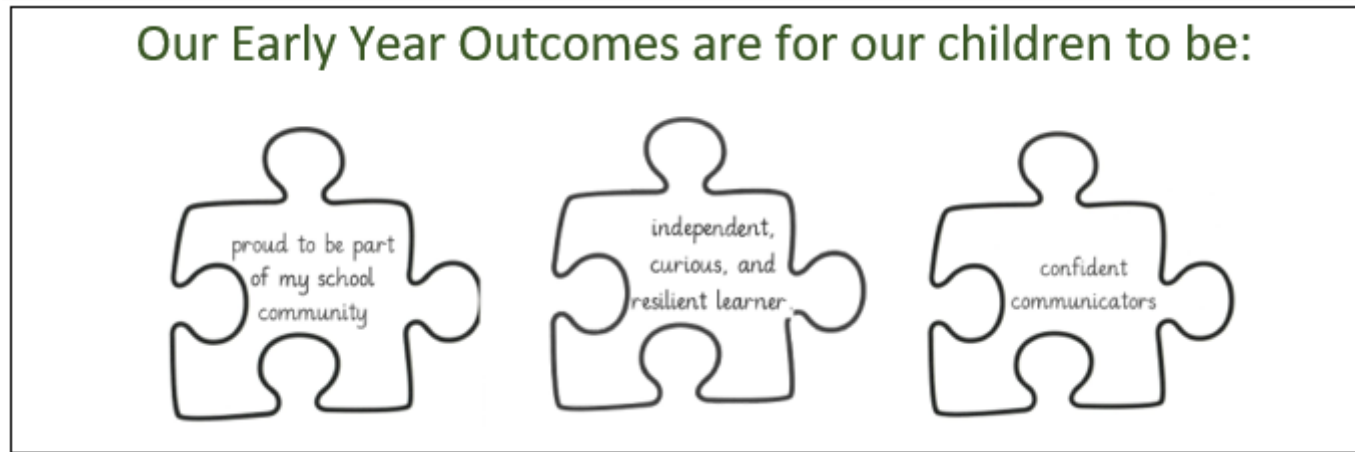 Our Early Year Outcomes are for our children to be:
proud to be part
of my school
community
independent,
curious, and
resilient learner.
confident
communicators